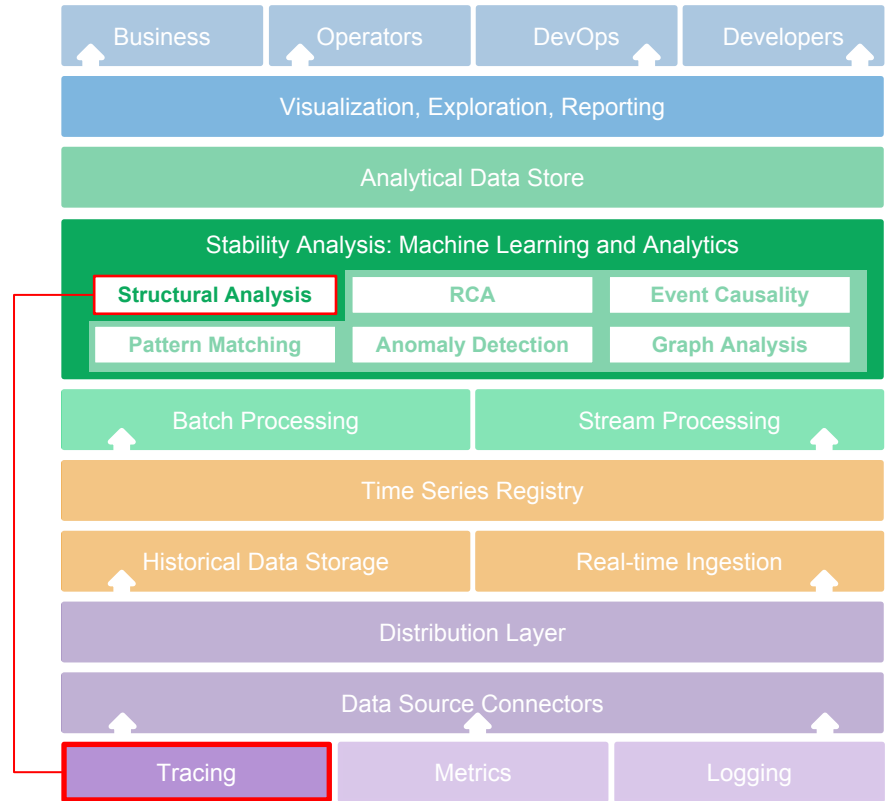 Business
Operators
DevOps
Developers
Visualization, Exploration, Reporting
Analytical Data Store
Stability Analysis: Machine Learning and Analytics
Structural Analysis
RCA
Event Causality
Pattern Matching
Anomaly Detection
Graph Analysis
Batch Processing
Stream Processing
Time Series Registry
Historical Data Storage
Real-time Ingestion
Distribution Layer
Data Source Connectors
Tracing
Metrics
Logging